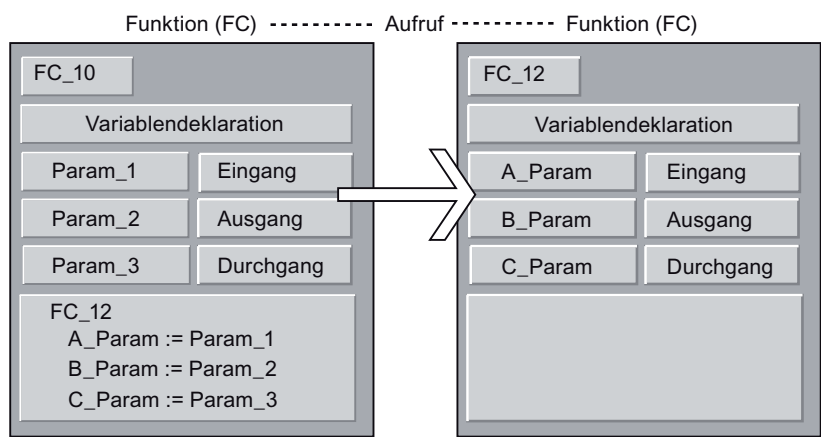 Funktion (FC) ----------- Aufruf ----------- Funktion (FC)
FC_10
Variablendeklaration
Param_1 Eingang
Param_2 Ausgang
Param_3 Durchgang
FC_12
A_Param := Param_1
B_Param := Param_2
C_Param := Param_3
FC_12
Variablendeklaration
A_Param Eingang
B_Param Ausgang
C_Param Durchgang